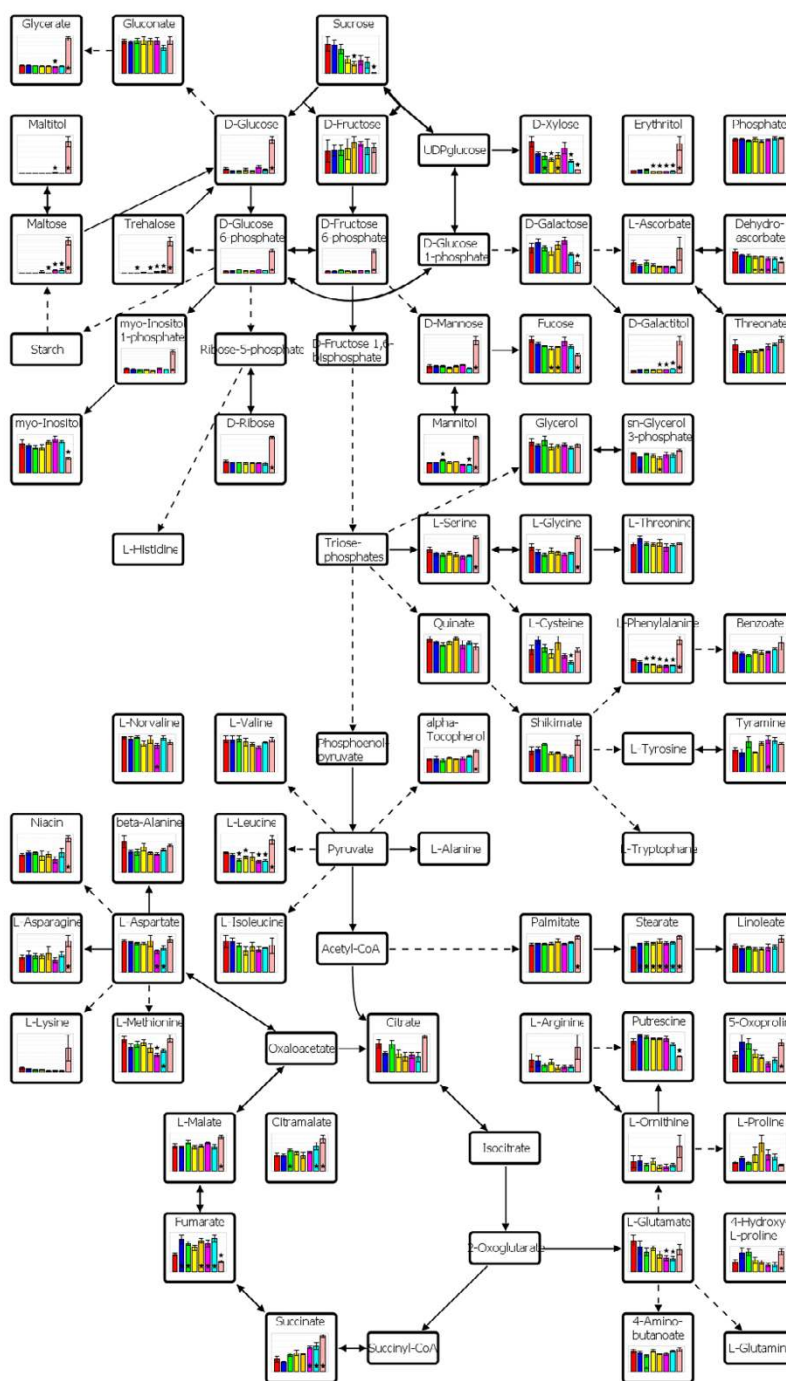 Glycerate
Gluconate
Sucrose
Maltitol
D-Glucose
D-Fructose
UDPglucose
D-Xylose
Erythritol
Phosphate
Maltose
Trehalose
D-Glucose
6-phosphate
D-Fructose
6-phosphate
D-Glucose
1-phosphate
D-Galactose
L-Ascorbate
Dehydro-
ascorbate
Starch
myo-Inositol
1-phosphate
Ribose-5-phosphate
D-Fructose 1,6-
bisphosphate
D-Mannose
Fucose
D-Galactitol
Threonate
myo-Inositol
D-Ribose
Mannitol
Glycerol
sn-Glycerol
3-phosphate
L-Histidine
Triose-
phosphates
L-Serine
L-Glycine
L-Threonine
Quinate
L-Cysteine
L-Phenylalanine
Benzoate
L-Norvaline
L-Valine
Phosphoenol-
pyruvate
alpha-
Tocopherol
Shikimate
L-Tyrosine
Tyramine
Niacin
beta-Alanine
L-Leucine
Pyruvate
L-Alanine
L-Tryptophane
L-Asparagine
L-Aspartate
L-Isoleucine
Acetyl-CoA
Palmitate
Stearate
Linoleate
L-Lysine
L-Methionine
Oxaloacetate
Citrate
L-Arginine
Putrescine
5-Oxoproline
L-Malate
Citramalate
Isocitrate
L-Ornithine
L-Proline
Fumarate
2-Oxoglutarate
L-Glutamate
4-Hydroxy-
L-proline
Succinate
Succinyl-CoA
4-Amino-
butanoate
L-Glutamine